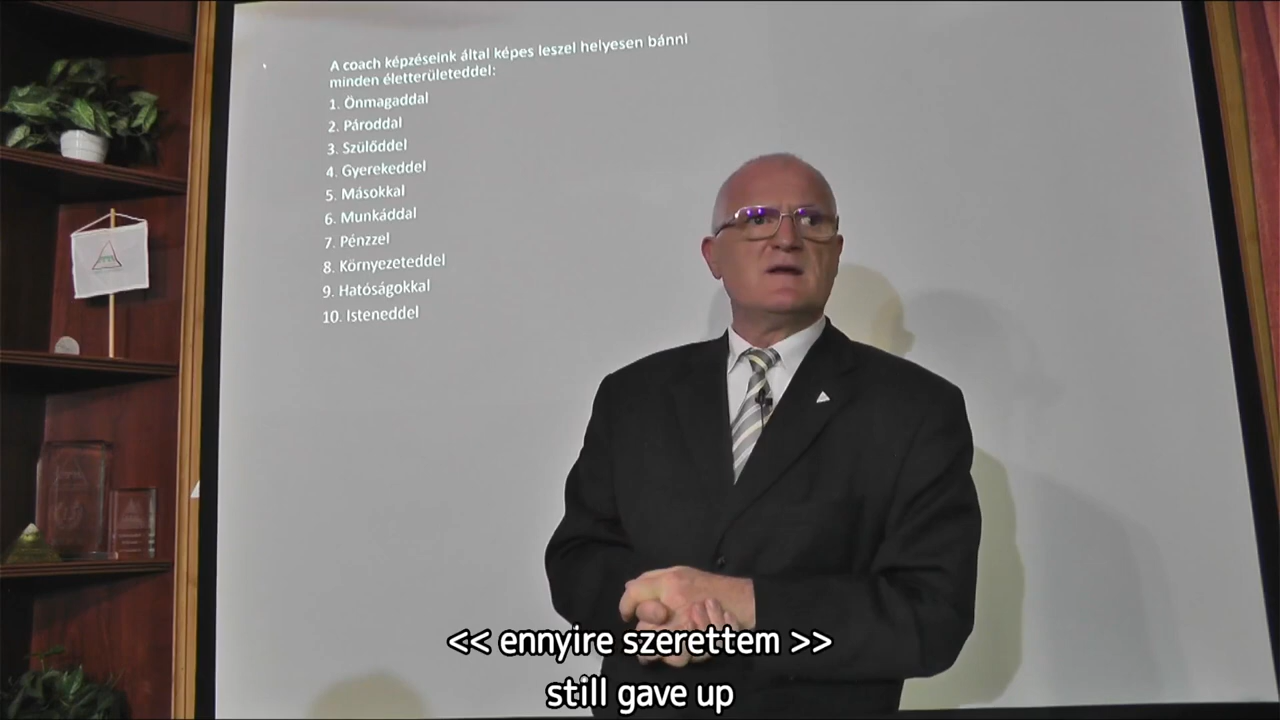 A coach képzéseink által képes leszel helyesen bánni
minden életterületeddel:
1. Önmagaddal
2. Pároddal
3. Szülőddel
4. Gyerekeddel
5. Másokkal
6. Munkáddal
7. Pénzzel
8. Környezeteddel
9. Hatóságokkal
10. Isteneddel
<< ennyire szerettem >>
still gave up